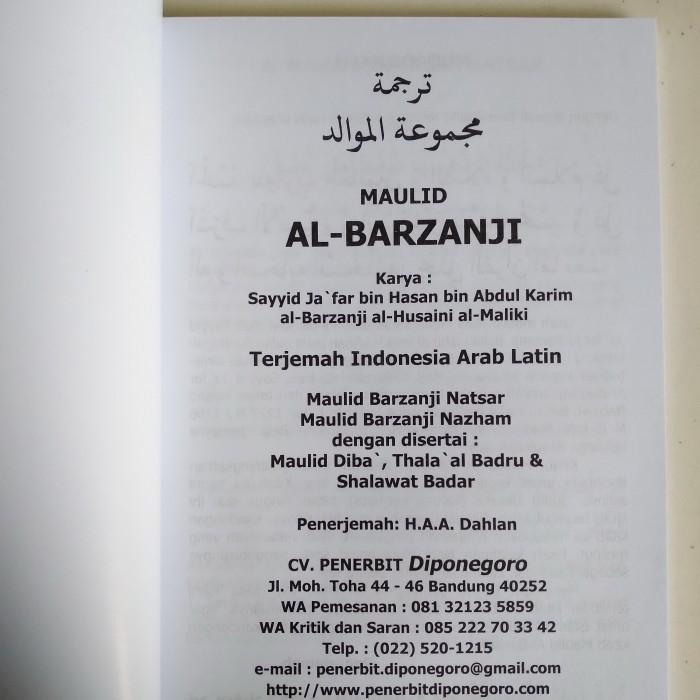 ترجمة
مجموعة الموالد
MAULID
AL-BARZANJI
Karya :
Sayyid Ja`far bin Hasan bin Abdul Karim
al-Barzanji al-Husaini al-Maliki
Terjemah Indonesia Arab Latin
Maulid Barzanji Natsar
Maulid Barzanji Nazham
dengan disertai :
Maulid Diba`, Thala`al Badru &
Shalawat Badar
Penerjemah: H.A.A. Dahlan
CV. PENERBIT Diponegoro
Jl. Moh. Toha 44 - 46 Bandung 40252
WA Pemesanan : 081 32123 5859
WA Kritik dan Saran : 085 222 70 33 42
Telp. : (022) 520-1215
e-mail : penerbit.diponegoro@gmail.com
http://www.penerbitdiponegoro.com